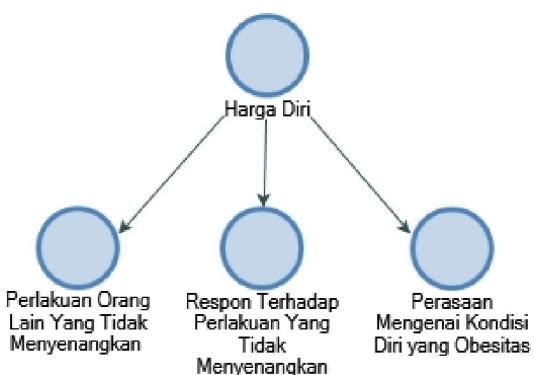 Harga Diri
Perlakuan Orang
Lain Yang Tidak
Menyenangkan
Respon Terhadap
Perlakuan Yang
Tidak
Menyenangkan
Perasaan
Mengenai Kondisi
Diri yang Obesitas